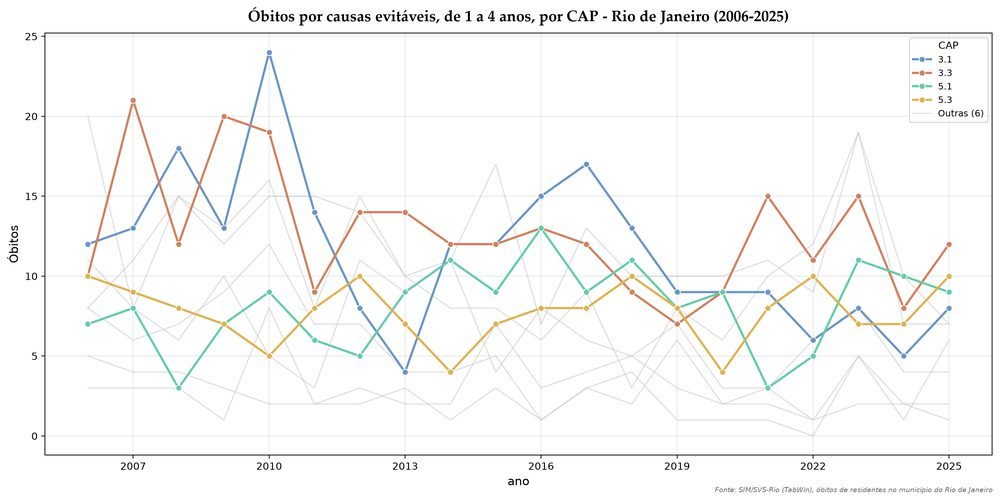 Óbitos por causas evitáveis, de 1 a 4 anos, por CAP - Rio de Janeiro (2006-2025)
CAP
3.1
3.3
5.1
5.3
Outras (6)
Óbitos
25
20
15
10
5
0
2007 2010 2013 2016 2019 2022 2025
ano
Fonte: SIM/SVS-Rio (TabWin), óbitos de residentes no município do Rio de Janeiro